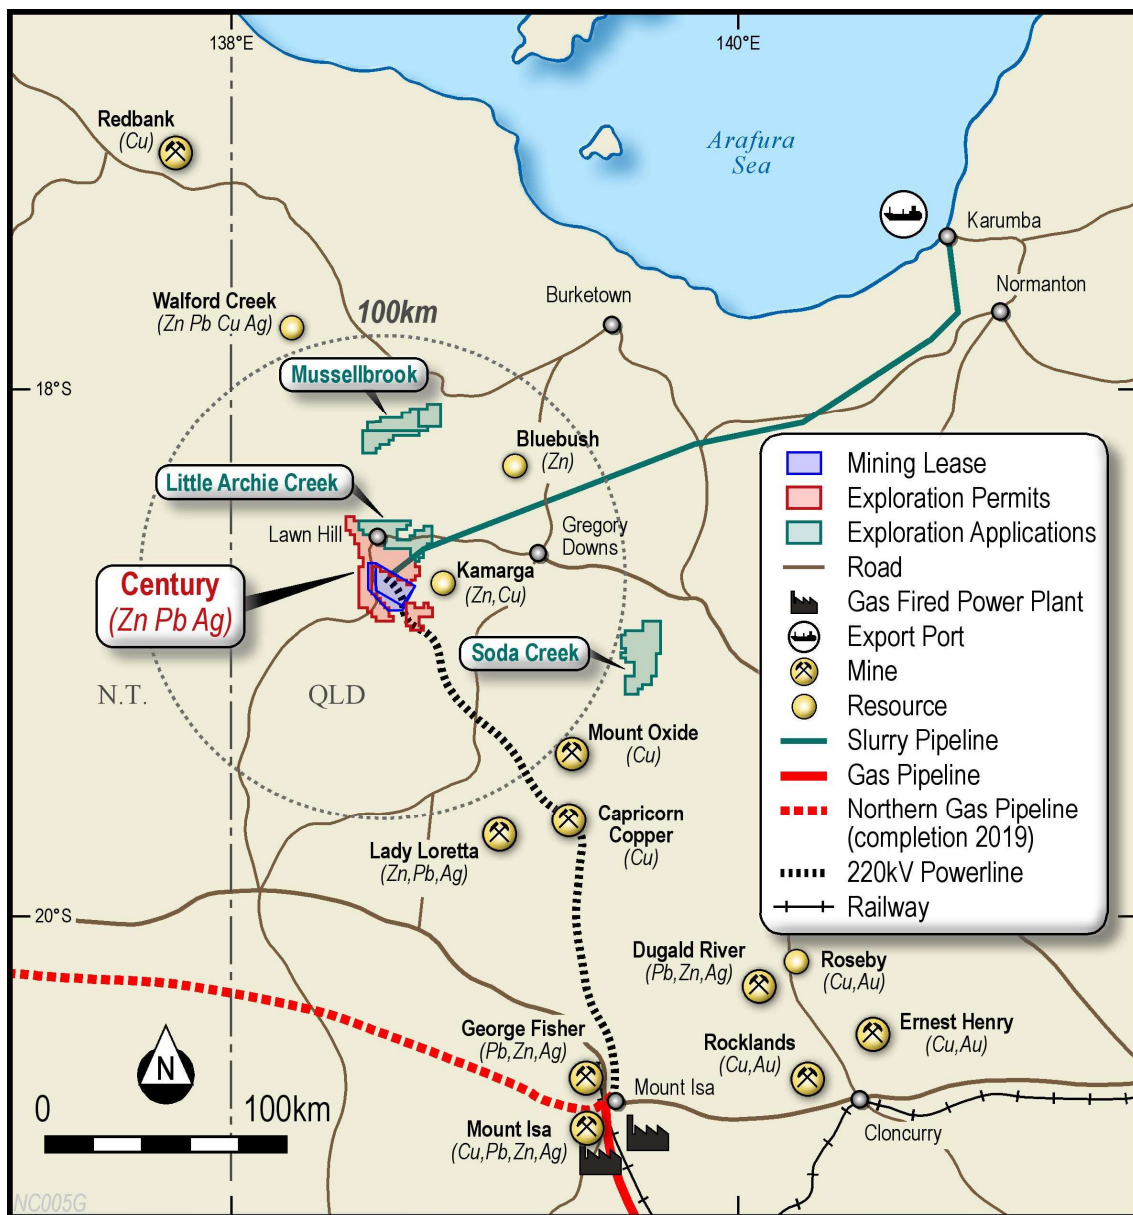 138°E
140°E
Redbank
(Cu)
Arafura
Sea
Karumba
Normanton
Walford Creek
(Zn Pb Cu Ag)
100km
Burketown
Mussellbrook
18°S
Bluebush
(Zn)
Little Archie Creek
Lawn Hill
Gregory
Downs
Century
(Zn Pb Ag)
Kamarga
(Zn,Cu)
Soda Creek
N.T.
QLD
Mount Oxide
(Cu)
Capricorn
Copper
(Cu)
Lady Loretta
(Zn,Pb,Ag)
20°S
Mining Lease
Exploration Permits
Exploration Applications
Road
Gas Fired Power Plant
Export Port
Mine
Resource
Slurry Pipeline
Gas Pipeline
Northern Gas Pipeline
(completion 2019)
220kV Powerline
Railway
Dugald River
(Pb,Zn,Ag)
Roseby
(Cu,Au)
George Fisher
(Pb,Zn,Ag)
Rocklands
(Cu,Au)
Ernest Henry
(Cu,Au)
Mount Isa
Mount Isa
(Cu,Pb,Zn,Ag)
Cloncurry
N
0
100km
NC005G